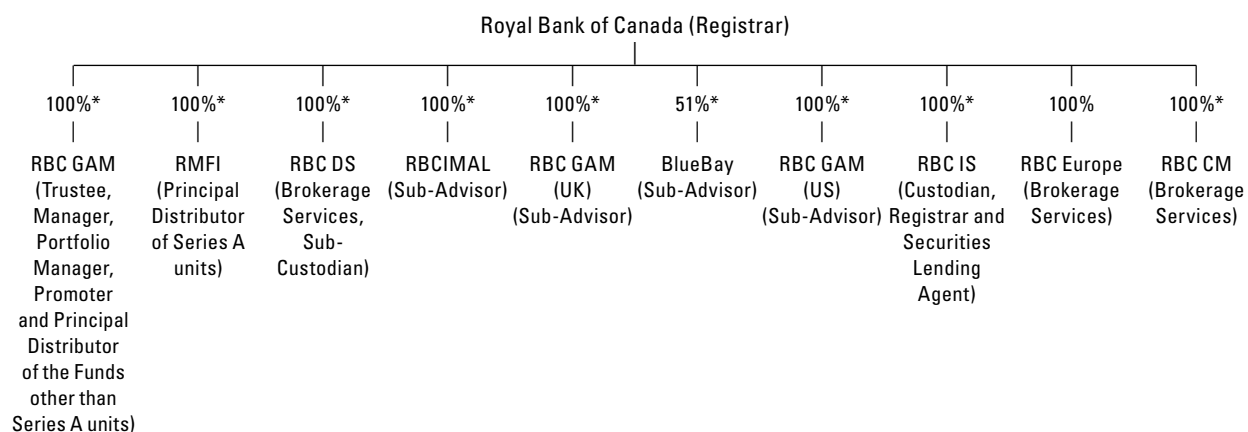 Royal Bank of Canada (Registrar)
100%*
100%*
100%*
100%*
100%*
51%*
100%*
100%*
100%
100%*
RBC GAM
(Trustee,
Manager,
Portfolio
Manager,
Promoter
and Principal
Distributor
of the Funds
other than
Series A units)
RMFI
(Principal
Distributor
of Series A
units)
RBC DS
(Brokerage
Services,
Sub-
Custodian)
RBCIMAL
(Sub-Advisor)
RBC GAM
(UK)
(Sub-Advisor)
BlueBay
(Sub-Advisor)
RBC GAM
(US)
(Sub-Advisor)
RBC IS
(Custodian,
Registrar and
Securities
Lending
Agent)
RBC Europe
(Brokerage
Services)
RBC CM
(Brokerage
Services)